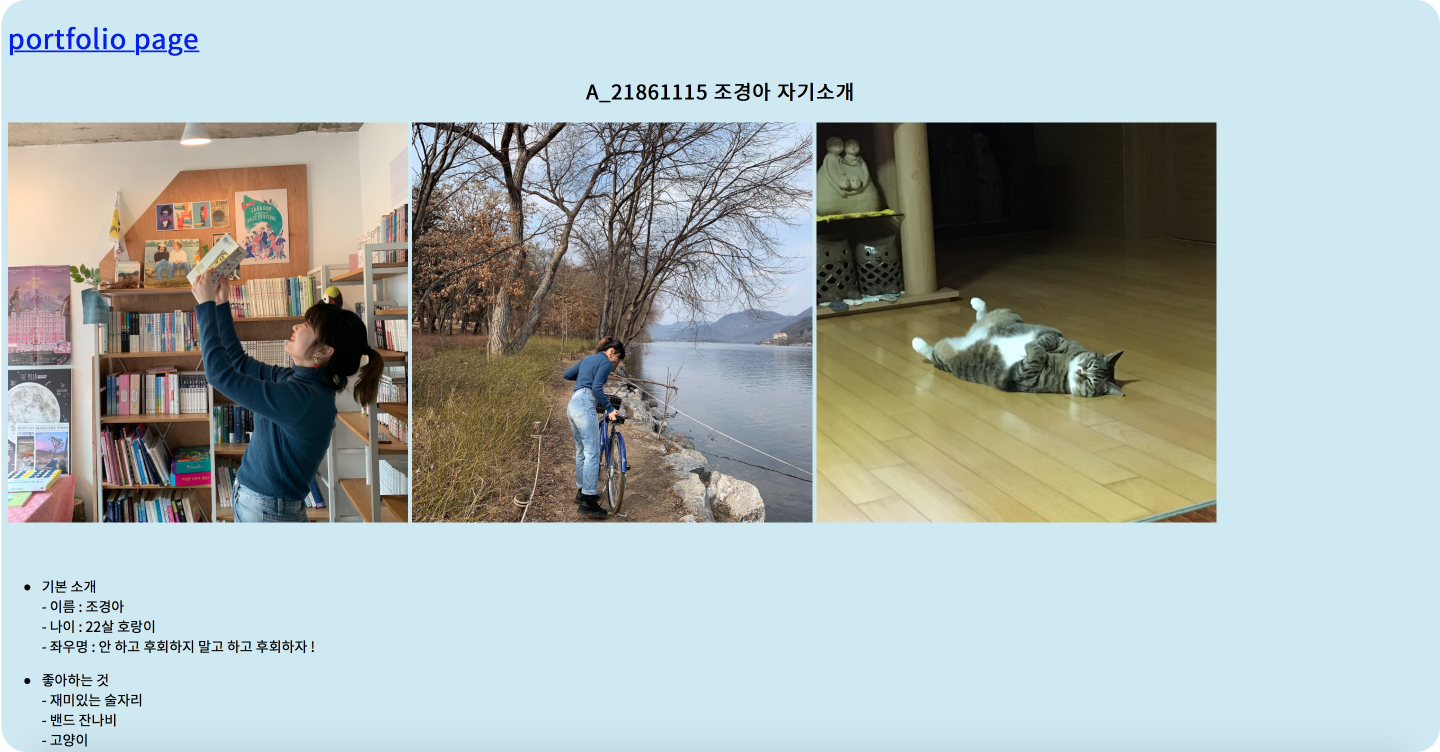 portfolio page
A_21861115 조경아 자기소개
기본 소개
- 이름 : 조경아
- 나이 : 22살 호랑이
- 좌우명 : 안 하고 후회하지 말고 하고 후회하자 !
좋아하는 것
- 재미있는 술자리
- 밴드 잔나비
- 고양이